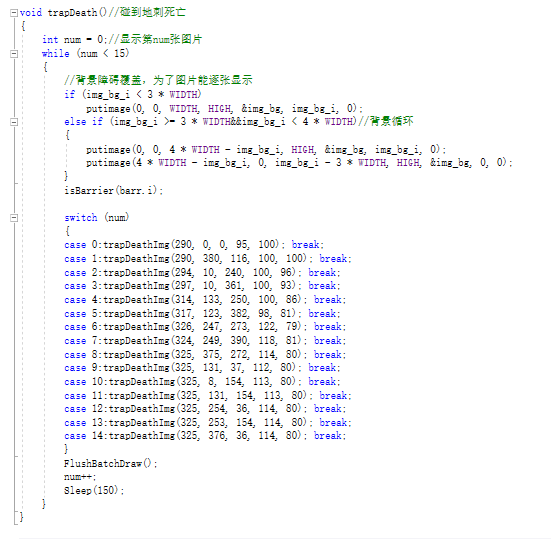 void trapDeath()//碰到地刺死亡
{
int num = 0;//显示第num张图片
while (num < 15)
{
//背景障碍覆盖，为了图片能逐张显示
if (img_bg_i < 3 * WIDTH)
putimage(0, 0, WIDTH, HIGH, &img_bg, img_bg_i, 0);
else if (img_bg_i >= 3 * WIDTH&&img_bg_i < 4 * WIDTH)//背景循环
{
putimage(0, 0, 4 * WIDTH - img_bg_i, HIGH, &img_bg, img_bg_i, 0);
putimage(4 * WIDTH - img_bg_i, 0, img_bg_i - 3 * WIDTH, HIGH, &img_bg, 0, 0);
}
isBarrier(barr.i);
switch (num)
{
case 0:trapDeathImg(290, 0, 0, 95, 100); break;
case 1:trapDeathImg(290, 380, 116, 100, 100); break;
case 2:trapDeathImg(294, 10, 240, 100, 96); break;
case 3:trapDeathImg(297, 10, 361, 100, 93); break;
case 4:trapDeathImg(314, 133, 250, 100, 86); break;
case 5:trapDeathImg(317, 123, 382, 98, 81); break;
case 6:trapDeathImg(326, 247, 273, 122, 79); break;
case 7:trapDeathImg(324, 249, 390, 118, 81); break;
case 8:trapDeathImg(325, 375, 272, 114, 80); break;
case 9:trapDeathImg(325, 131, 37, 112, 80); break;
case 10:trapDeathImg(325, 8, 154, 113, 80); break;
case 11:trapDeathImg(325, 131, 154, 113, 80); break;
case 12:trapDeathImg(325, 254, 36, 114, 80); break;
case 13:trapDeathImg(325, 253, 154, 114, 80); break;
case 14:trapDeathImg(325, 376, 36, 114, 80); break;
}
FlushBatchDraw();
num++;
Sleep(150);
}
}